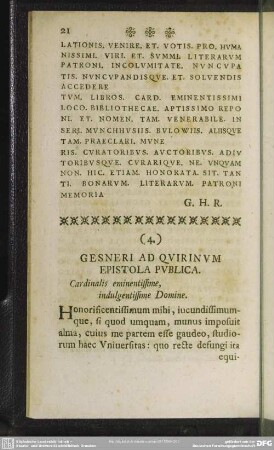 21
LATIONIS. VENIRE. ET. VOTIS. PRO. HVMA
NISSIMI. VIRI. ET. SVMMI. LITERARVM
PATRONI. INCOLVMITATE. NVNCVPA
TIS. NVNCVPANDISQVE. ET. SOLVENDIS
ACCEDERE
TVM. LIBROS. CARD. EMINENTISSIMI
LOCO. BIBLIOTHECAE. APTISSIMO REPO
NI. ET. NOMEN. TAM. VENERABILE. IN
SERI. MVNCHHVSIIS. BVLOWIIS. ALIISQVE
TAM. PRAECLARI. MVNE
RIS. CVRATORIBVS. AVCTORIBVS. ADIV
TORIBVSQVE. CVRARIQVE. NE. VNQVAM
NON. HIC. ETIAM. HONORATA. SIT. TAN
TI. BONARVM. LITERARVM. PATRONI
MEMORIA
G. H. R.
(4.)
GESNERI AD QVIRINVM
EPISTOLA PVBLICA.
Cardinalis eminentissime,
indulgentissime Domine.
Honorificentissimum mihi, iucundissimum-
que, si quod umquam, munus imposuit
alma, cuius me partem esse gaudeo, studio-
rum haec Vniuersitas: quo recte defungi ita
equi-